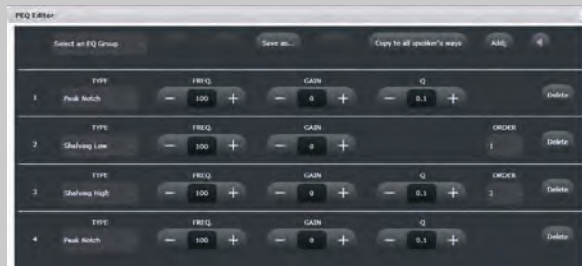 PEQ Editor
Select an EQ Group Save as... Copy to all speaker's ways Add
TYPE FREQ. GAIN Q
1 Peak Notch − 100 + − 0 + − 0.1 + Delete
TYPE FREQ. GAIN ORDER
2 Shelving Low − 100 + − 0 + 1 Delete
TYPE FREQ. GAIN Q ORDER
3 Shelving High − 100 + − 0 + − 0.1 + 2 Delete
TYPE FREQ. GAIN Q
4 Peak Notch − 100 + − 0 + − 0.1 + Delete